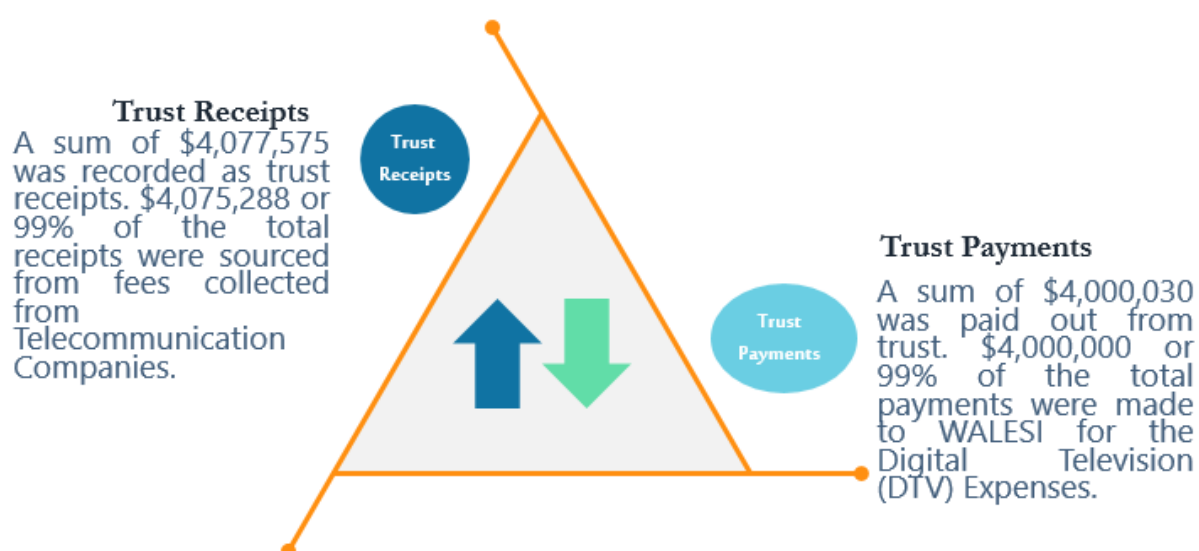 Trust Receipts
A sum of $4,077,575
was recorded as trust
receipts. $4,075,288 or
99% of the total
receipts were sourced
from fees collected
from
Telecommunication
Companies.
Trust
Receipts
Trust Payments
A sum of $4,000,030
was paid out from
trust. $4,000,000 or
99% of the total
payments were made
to WALESI for the
Digital Television
(DTV) Expenses.
Trust
Payments